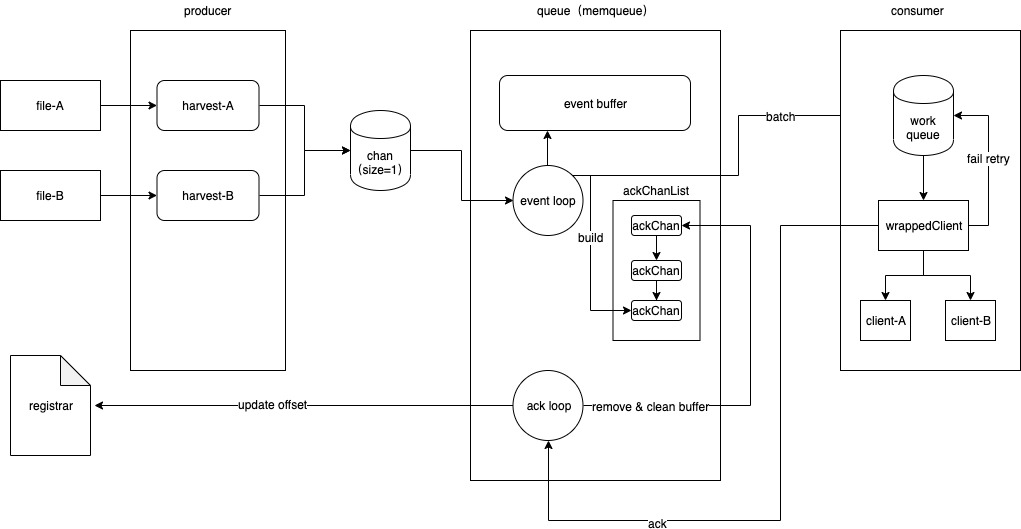 producer
queue（memqueue）
consumer
file-A
harvest-A
file-B
harvest-B
chan
（size=1）
event buffer
event loop
build
ackChanList
ackChan
ackChan
ackChan
batch
work
queue
fail retry
wrappedClient
client-A
client-B
registrar
update offset
ack loop
remove & clean buffer
ack